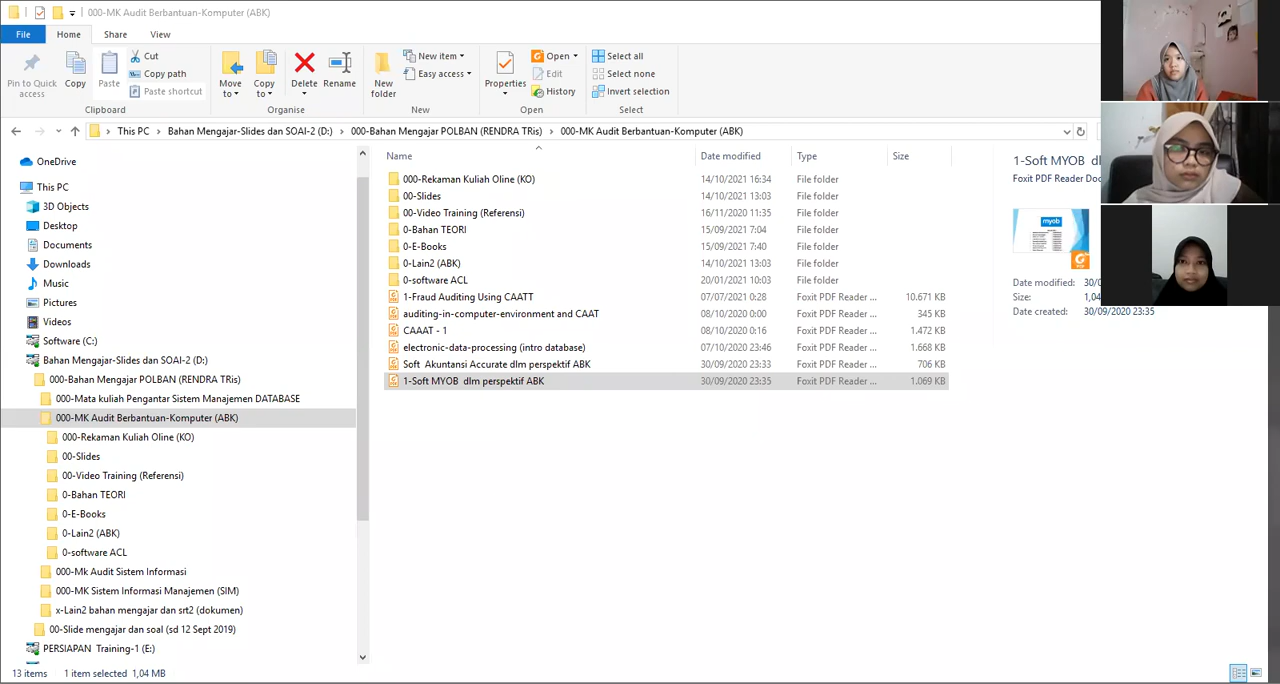 000-MK Audit Berbantuan-Komputer (ABK)
File Home Share View
Pin to Quick access
Copy
Paste
Cut
Copy path
Paste shortcut
Move to
Copy to
Delete
Rename
New folder
New item
Easy access
Properties
Open
Edit
History
Select all
Select none
Invert selection
Clipboard Organise New Open Select
This PC > Bahan Mengajar-Slides dan SOAI-2 (D:) > 000-Bahan Mengajar POLBAN (RENDRA TRis) > 000-MK Audit Berbantuan-Komputer (ABK)
OneDrive
This PC
3D Objects
Desktop
Documents
Downloads
Music
Pictures
Videos
Software (C:)
Bahan Mengajar-Slides dan SOAI-2 (D:)
000-Bahan Mengajar POLBAN (RENDRA TRis)
000-Mata kuliah Pengantar Sistem Manajemen DATABASE
000-MK Audit Berbantuan-Komputer (ABK)
000-Rekaman Kuliah Oline (KO)
00-Slides
00-Video Training (Referensi)
0-Bahan TEORI
0-E-Books
0-Lain2 (ABK)
0-software ACL
000-Mk Audit Sistem Informasi
000-MK Sistem Informasi Manajemen (SIM)
x-Lain2 bahan mengajar dan srt2 (dokumen)
00-Slide mengajar dan soal (sd 12 Sept 2019)
PERSIAPAN Training-1 (E:)
Name Date modified Type Size
000-Rekaman Kuliah Oline (KO) 14/10/2021 16:34 File folder
00-Slides 14/10/2021 13:03 File folder
00-Video Training (Referensi) 16/11/2020 11:35 File folder
0-Bahan TEORI 15/09/2021 7:04 File folder
0-E-Books 15/09/2021 7:40 File folder
0-Lain2 (ABK) 14/10/2021 13:03 File folder
0-software ACL 20/01/2021 10:03 File folder
1-Fraud Auditing Using CAATT 07/07/2021 0:28 Foxit PDF Reader ... 10.671 KB
auditing-in-computer-environment and CAAT 08/10/2020 0:00 Foxit PDF Reader ... 345 KB
CAAAT - 1 08/10/2020 0:16 Foxit PDF Reader ... 1.472 KB
electronic-data-processing (intro database) 07/10/2020 23:46 Foxit PDF Reader ... 1.668 KB
Soft Akuntansi Accurate dlm perspektif ABK 30/09/2020 23:33 Foxit PDF Reader ... 706 KB
1-Soft MYOB dlm perspektif ABK 30/09/2020 23:35 Foxit PDF Reader ... 1.069 KB
1-Soft MYOB dl
Foxit PDF Reader Doc
myob
Date modified: 30/0
Size: 1,04
Date created: 30/09/2020 23:35
13 items 1 item selected 1,04 MB